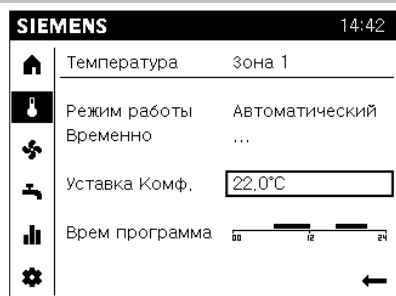 SIEMENS 14:42
Температура Зона 1
Режим работы Автоматический
Временно ...
Уставка Комф. 22,0°C
Врем программа
00 12 24